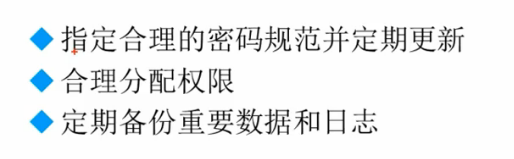 指定合理的密码规范并定期更新
合理分配权限
定期备份重要数据和日志